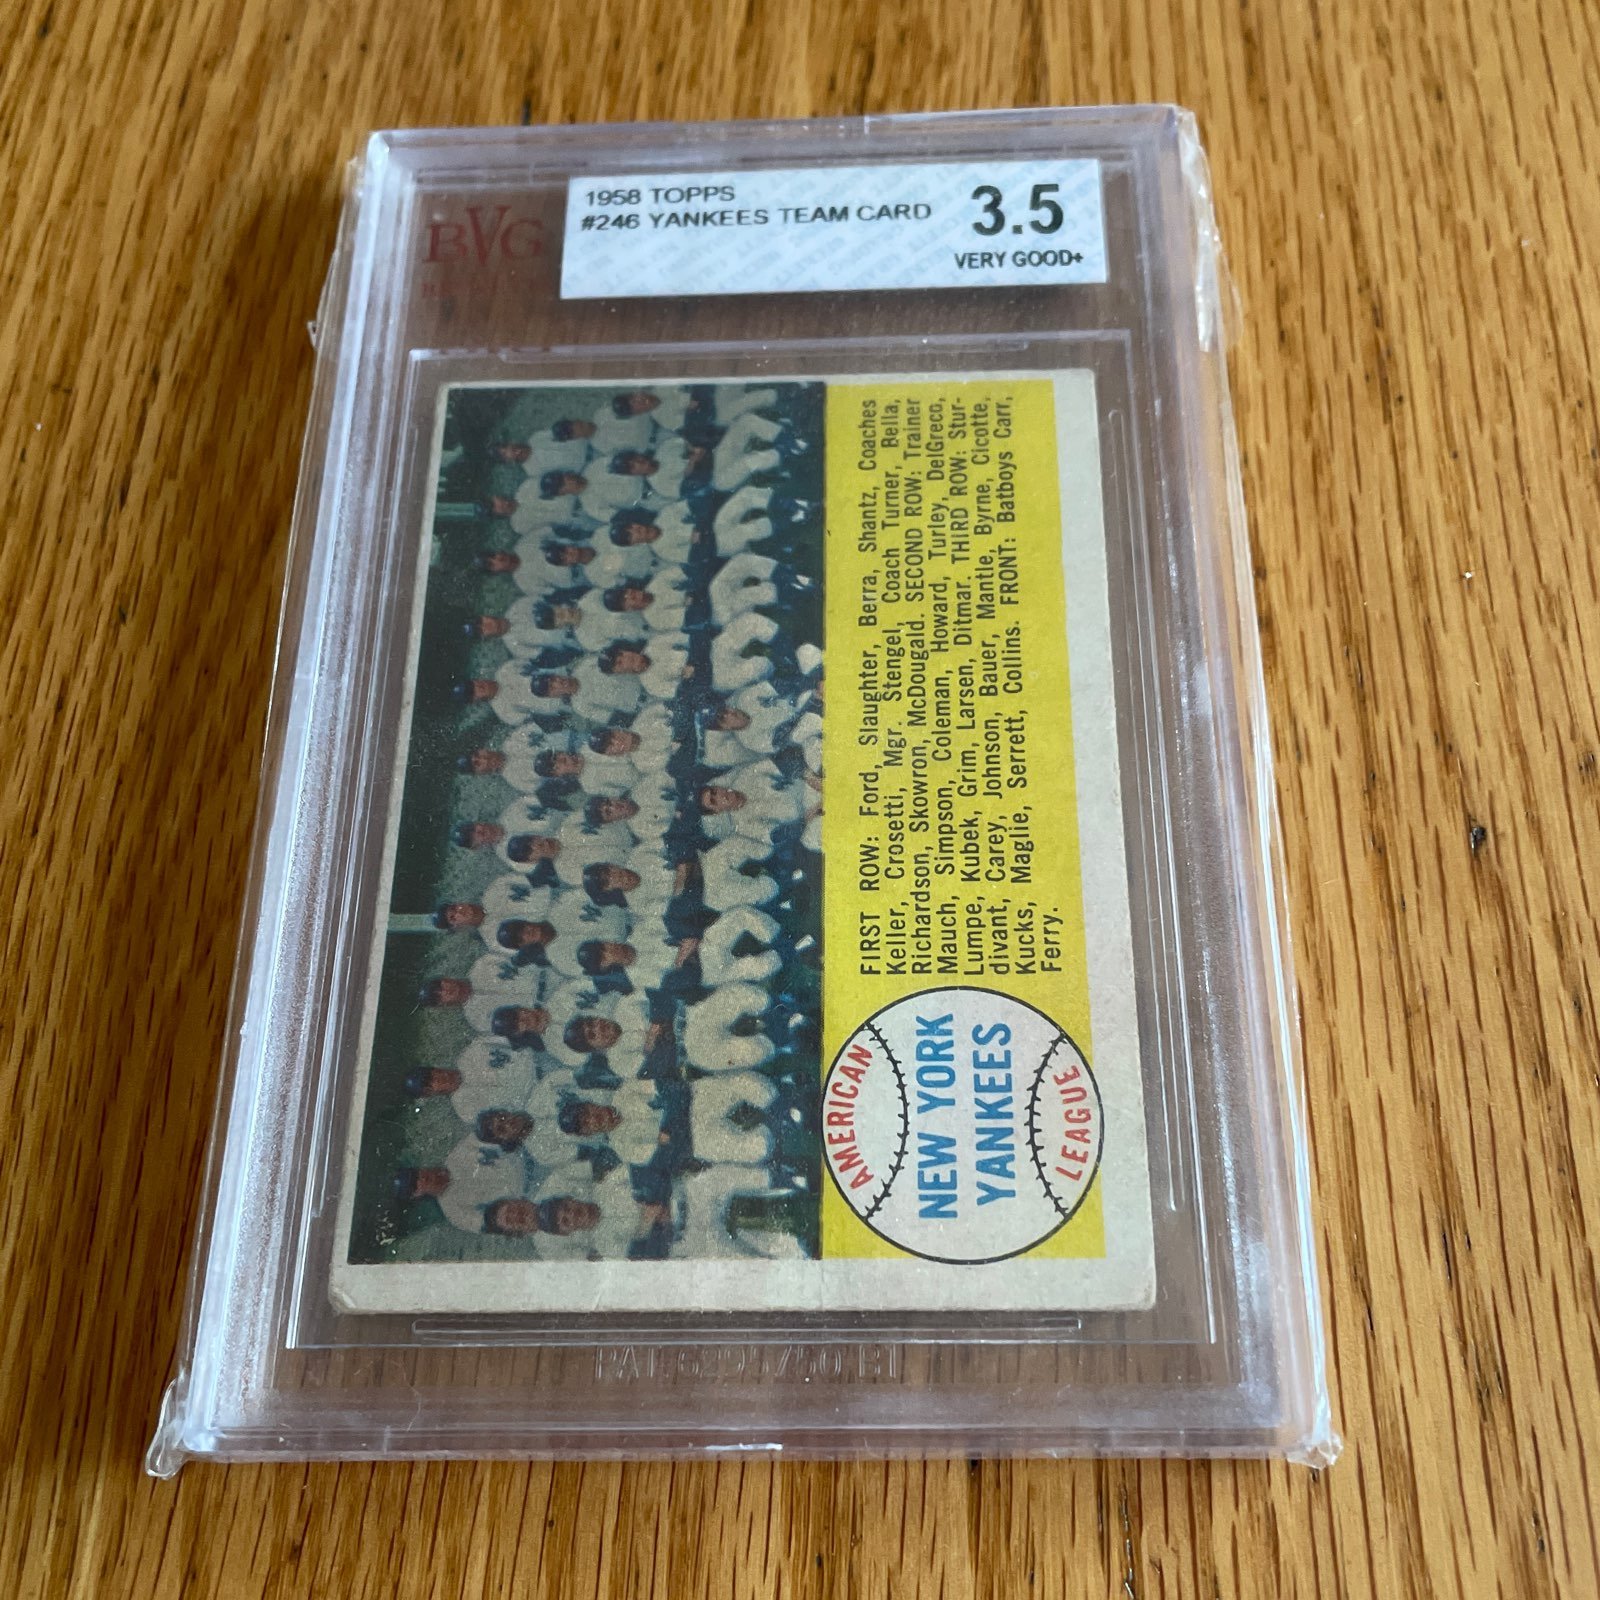 BVG
1958 TOPPS
#246 YANKEES TEAM CARD
3.5
VERY GOOD+
FIRST ROW: Ford, Slaughter, Berra, Shantz, Coaches
Keller, Crosetti, Mgr. Stengel, Coach Turner, Bella,
Richardson, Skowron, McDougald. SECOND ROW: Trainer
Mauch, Simpson, Coleman, Howard, Turley, DelGreco,
Lumpe, Kubek, Grim, Larsen, Ditmar. THIRD ROW: Stur-
divant, Carey, Johnson, Bauer, Mantle, Byrne, Cicotte,
Kucks, Maglie, Serrett, Collins. FRONT: Batboys Carr,
Ferry.
AMERICAN
NEW YORK
YANKEES
LEAGUE